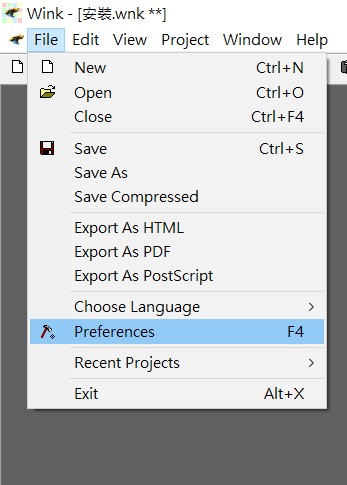 Wink - [安裝.wnk **]
File Edit View Project Window Help
New Ctrl+N
Open Ctrl+O
Close Ctrl+F4
Save Ctrl+S
Save As
Save Compressed
Export As HTML
Export As PDF
Export As PostScript
Choose Language
Preferences F4
Recent Projects
Exit Alt+X